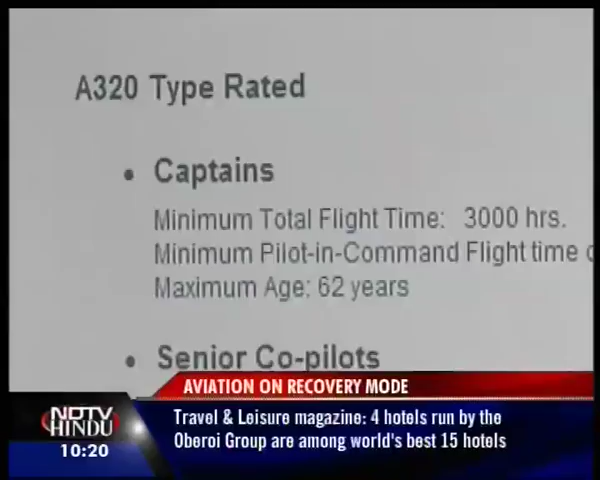 A320 Type Rated
• Captains
Minimum Total Flight Time: 3000 hrs.
Minimum Pilot-in-Command Flight time
Maximum Age: 62 years
• Senior Co-pilots
AVIATION ON RECOVERY MODE
NDTV
HINDU
10:20
Travel & Leisure magazine: 4 hotels run by the
Oberoi Group are among world's best 15 hotels